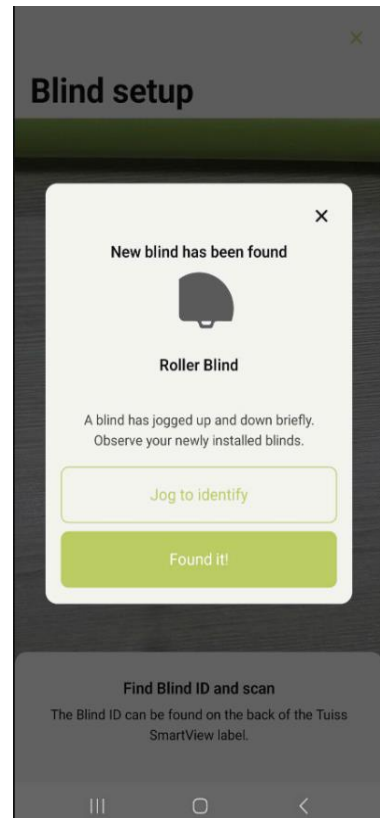 Blind setup
New blind has been found
Roller Blind
A blind has jogged up and down briefly.
Observe your newly installed blinds.
Jog to identify
Found it!
Find Blind ID and scan
The Blind ID can be found on the back of the Tuiss
SmartView label.